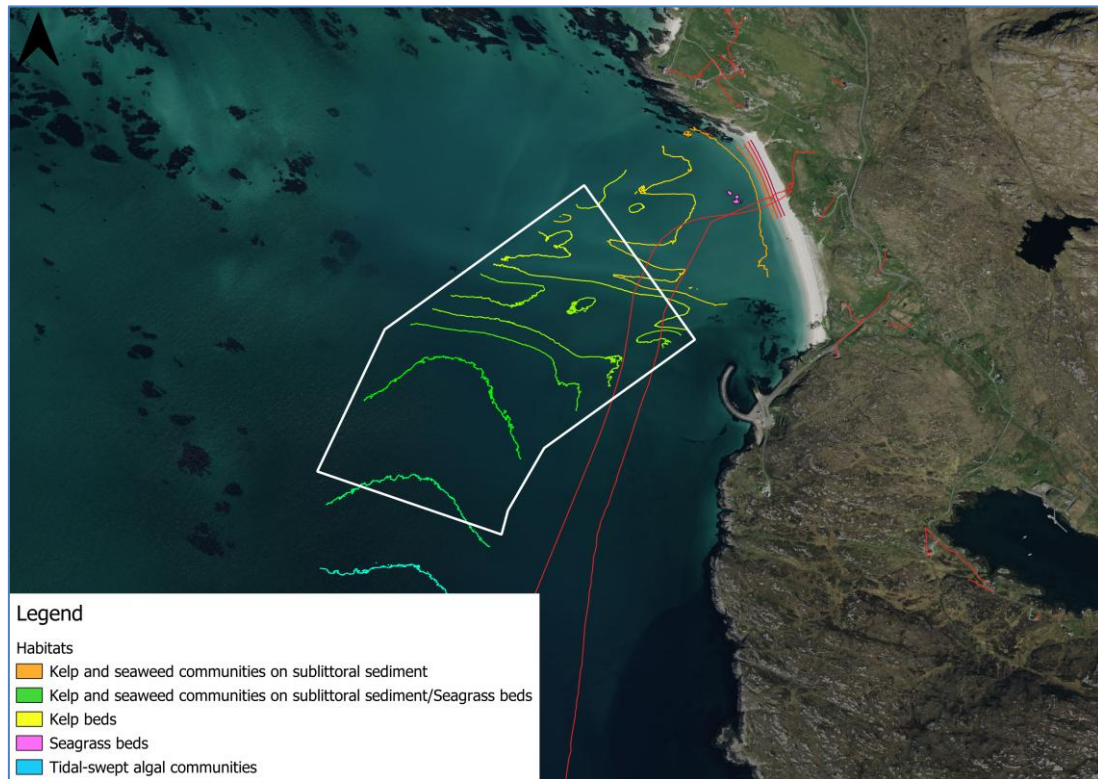 Legend
Habitats
Kelp and seaweed communities on sublittoral sediment
Kelp and seaweed communities on sublittoral sediment/Seagrass beds
Kelp beds
Seagrass beds
Tidal-swept algal communities